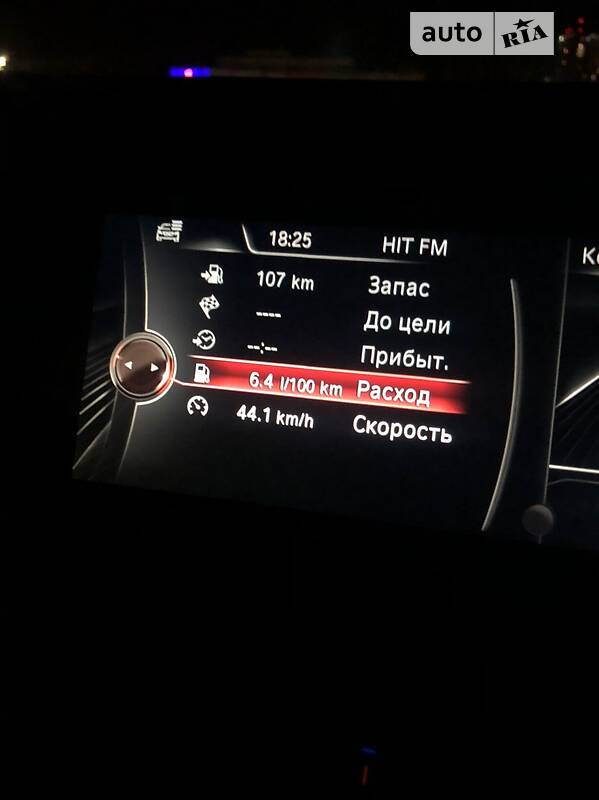 auto RIA
18:25 HIT FM
107 km Запас
---- До цели
--:-- Прибыт.
6.4 l/100 km Расход
44.1 km/h Скорость